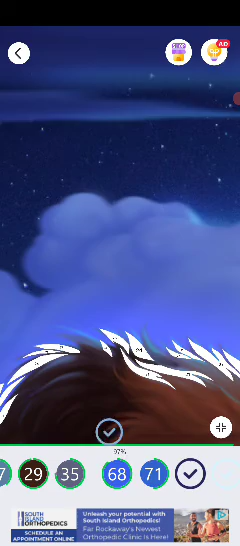 STOP
AD
97%
7
29
35
68
71
SOUTH ISLAND ORTHOPEDICS
SCHEDULE AN APPOINTMENT ONLINE
Unleash your potential with
South Island Orthopedics!
Far Rockaway's Newest
Orthopedic Clinic Is Here!